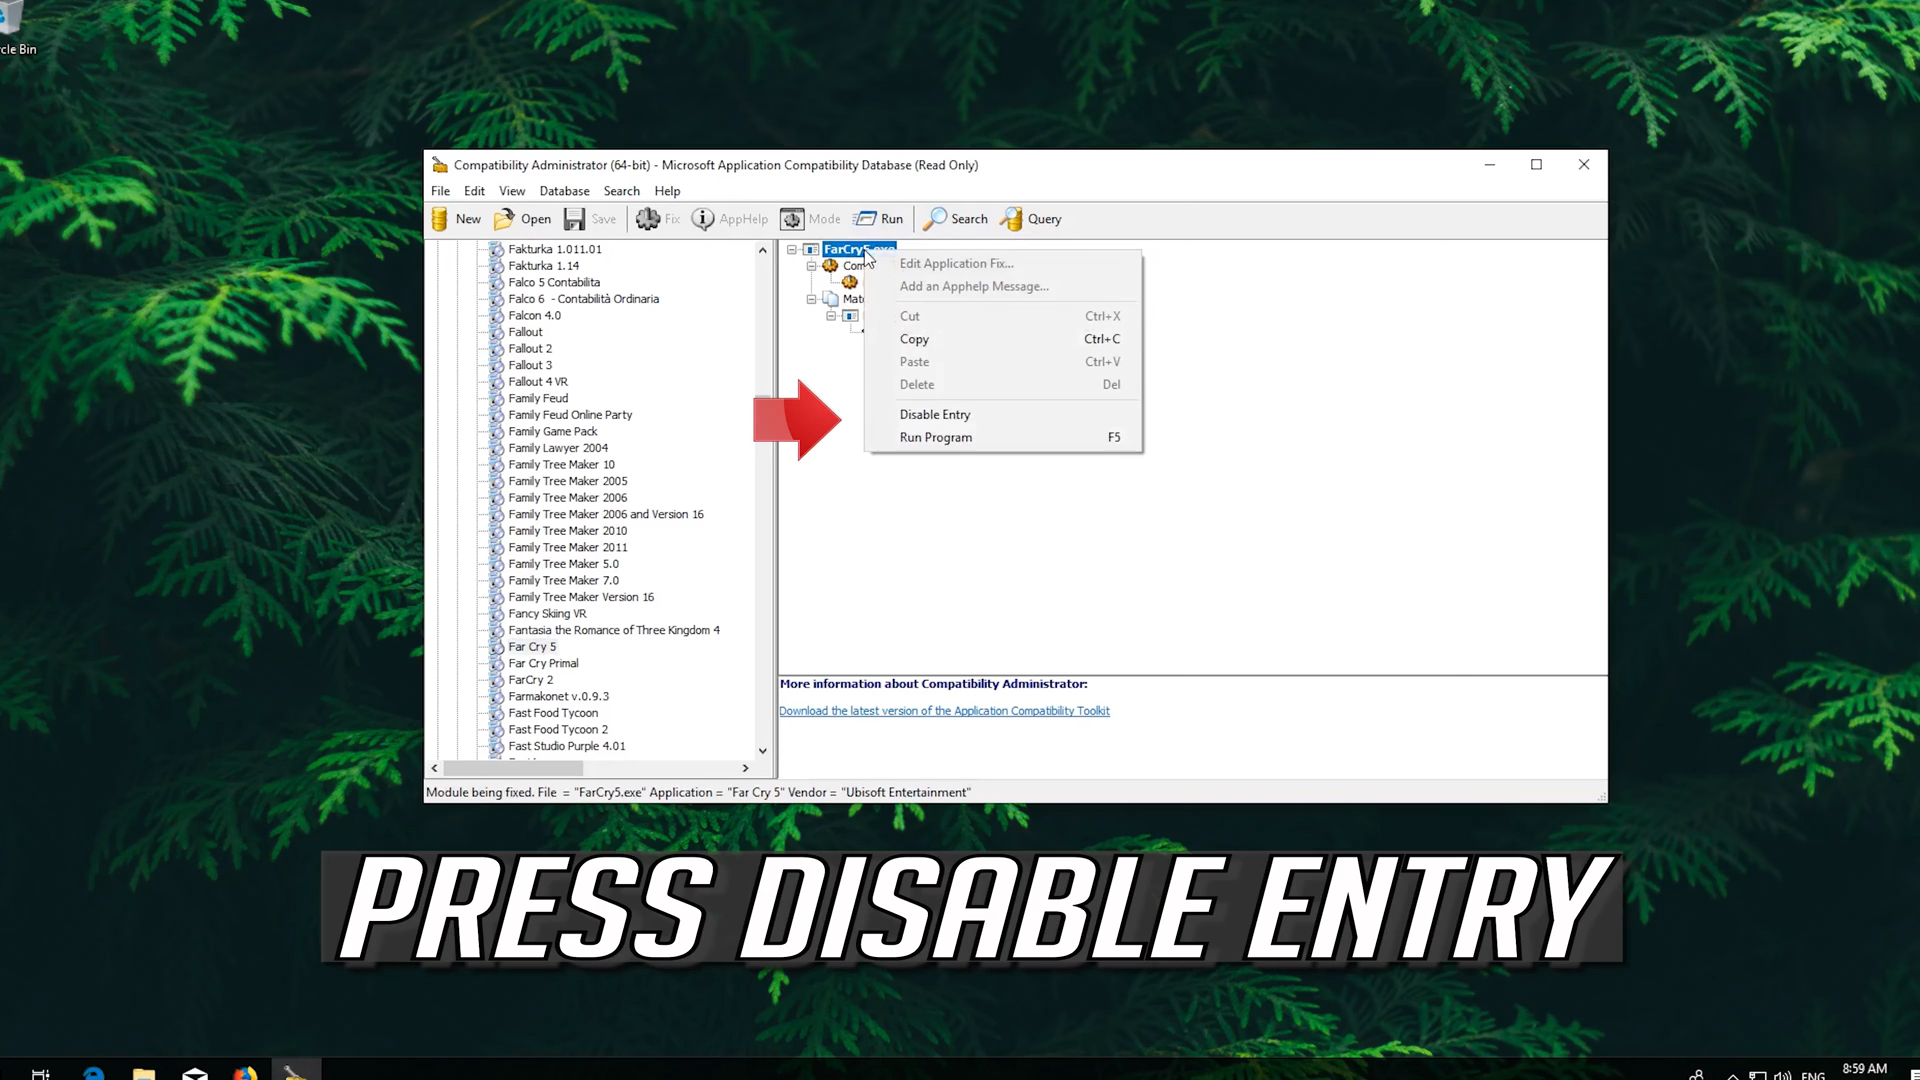 cle Bin
Compatibility Administrator (64-bit) - Microsoft Application Compatibility Database (Read Only)
File Edit View Database Search Help
New Open Save Fix AppHelp Mode Run Search Query
Fakturka 1.011.01
Fakturka 1.14
Falco 5 Contabilita
Falco 6 - Contabilità Ordinaria
Falcon 4.0
Fallout
Fallout 2
Fallout 3
Fallout 4 VR
Family Feud
Family Feud Online Party
Family Game Pack
Family Lawyer 2004
Family Tree Maker 10
Family Tree Maker 2005
Family Tree Maker 2006
Family Tree Maker 2006 and Version 16
Family Tree Maker 2010
Family Tree Maker 2011
Family Tree Maker 5.0
Family Tree Maker 7.0
Family Tree Maker Version 16
Fancy Skiing VR
Fantasia the Romance of Three Kingdom 4
Far Cry 5
Far Cry Primal
FarCry 2
Farmakonet v.0.9.3
Fast Food Tycoon
Fast Food Tycoon 2
Fast Studio Purple 4.01
FarCry5.exe
Com
Mat
Edit Application Fix...
Add an Apphelp Message...
Cut Ctrl+X
Copy Ctrl+C
Paste Ctrl+V
Delete Del
Disable Entry
Run Program F5
More information about Compatibility Administrator:
Download the latest version of the Application Compatibility Toolkit
Module being fixed. File = "FarCry5.exe" Application = "Far Cry 5" Vendor = "Ubisoft Entertainment"
PRESS DISABLE ENTRY
ENG
8:59 AM